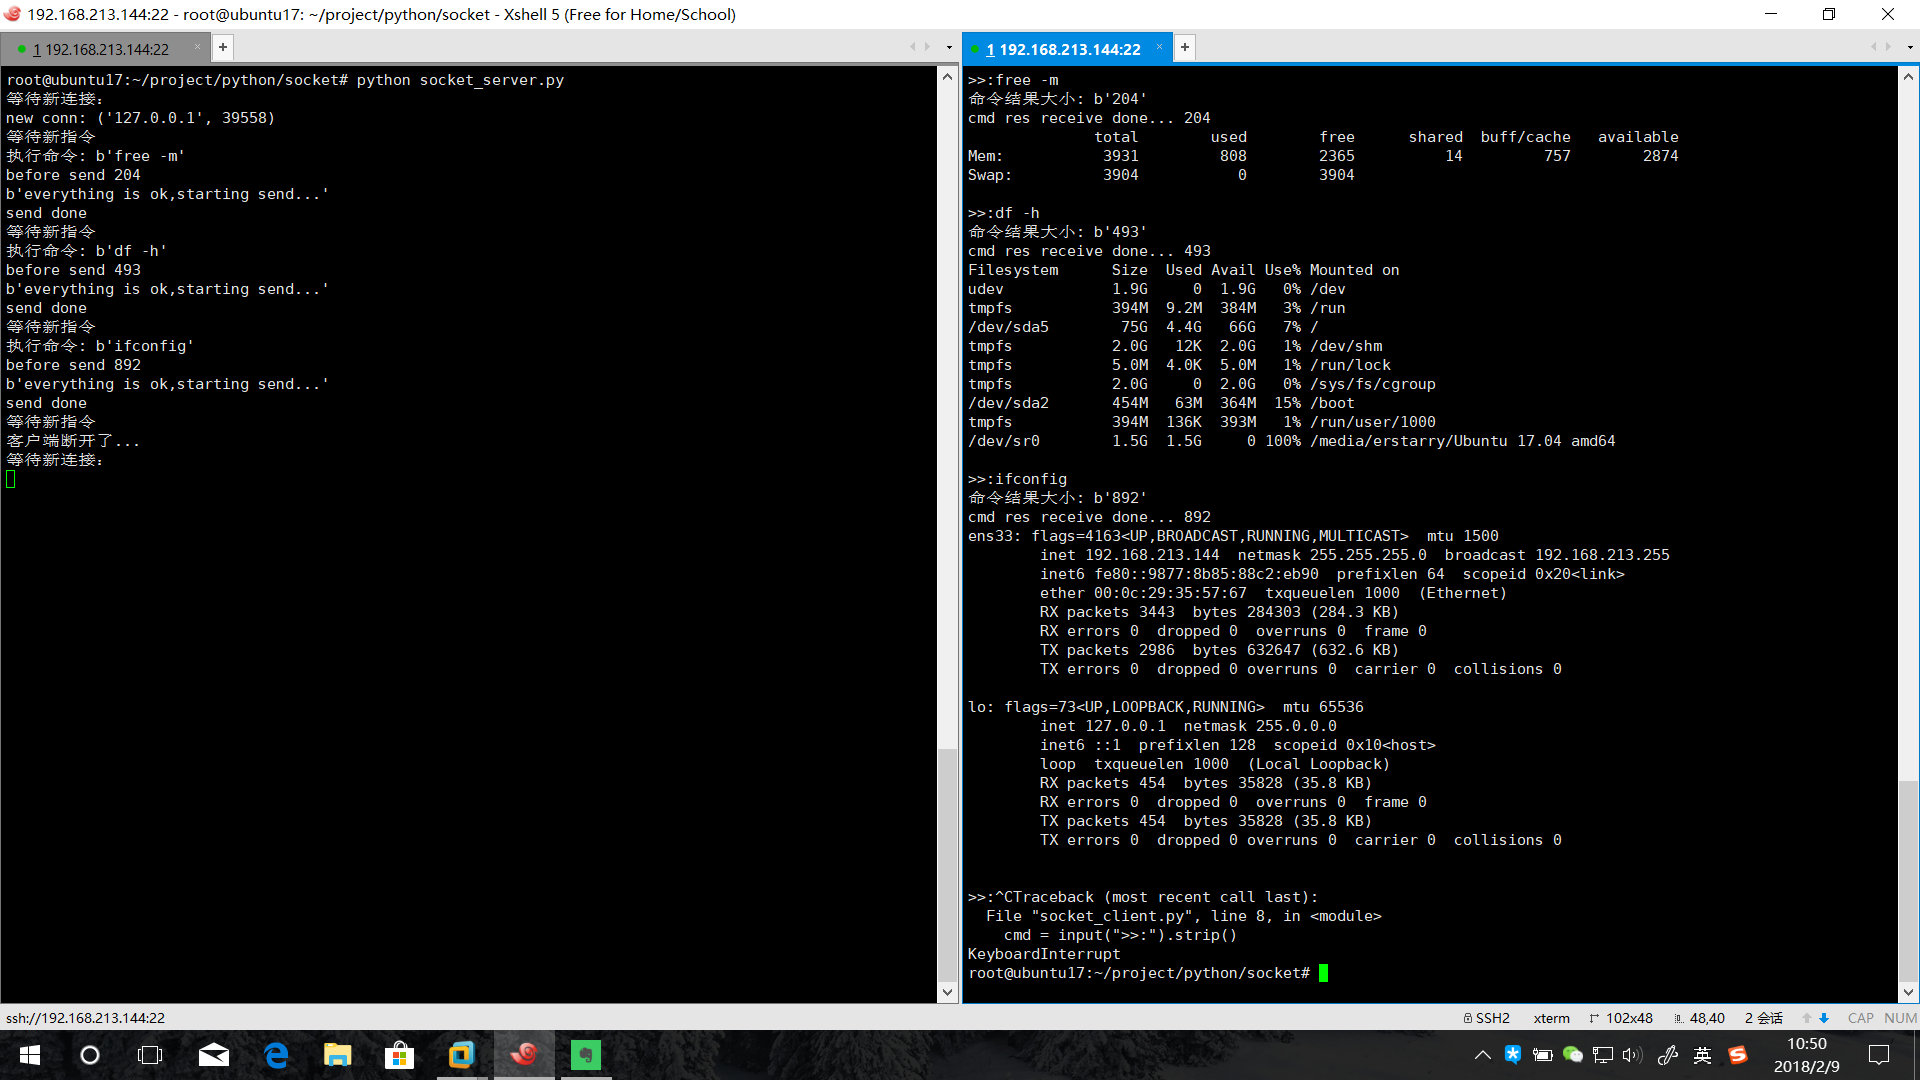 192.168.213.144:22 - root@ubuntu17: ~/project/python/socket - Xshell 5 (Free for Home/School)
1 192.168.213.144:22
root@ubuntu17:~/project/python/socket# python socket_server.py
等待新连接:
new conn: ('127.0.0.1', 39558)
等待新指令
执行命令: b'free -m'
before send 204
b'everything is ok,starting send...'
send done
等待新指令
执行命令: b'df -h'
before send 493
b'everything is ok,starting send...'
send done
等待新指令
执行命令: b'ifconfig'
before send 892
b'everything is ok,starting send...'
send done
等待新指令
客户端断开了...
等待新连接:
1 192.168.213.144:22
>>:free -m
命令结果大小: b'204'
cmd res receive done... 204
total used free shared buff/cache available
Mem: 3931 808 2365 14 757 2874
Swap: 3904 0 3904
>>:df -h
命令结果大小: b'493'
cmd res receive done... 493
Filesystem Size Used Avail Use% Mounted on
udev 1.9G 0 1.9G 0% /dev
tmpfs 394M 9.2M 384M 3% /run
/dev/sda5 75G 4.4G 66G 7% /
tmpfs 2.0G 12K 2.0G 1% /dev/shm
tmpfs 5.0M 4.0K 5.0M 1% /run/lock
tmpfs 2.0G 0 2.0G 0% /sys/fs/cgroup
/dev/sda2 454M 63M 364M 15% /boot
tmpfs 394M 136K 393M 1% /run/user/1000
/dev/sr0 1.5G 1.5G 0 100% /media/erstarry/Ubuntu 17.04 amd64
>>:ifconfig
命令结果大小: b'892'
cmd res receive done... 892
ens33: flags=4163<UP,BROADCAST,RUNNING,MULTICAST> mtu 1500
inet 192.168.213.144 netmask 255.255.255.0 broadcast 192.168.213.255
inet6 fe80::9877:8b85:88c2:eb90 prefixlen 64 scopeid 0x20<link>
ether 00:0c:29:35:57:67 txqueuelen 1000 (Ethernet)
RX packets 3443 bytes 284303 (284.3 KB)
RX errors 0 dropped 0 overruns 0 frame 0
TX packets 2986 bytes 632647 (632.6 KB)
TX errors 0 dropped 0 overruns 0 carrier 0 collisions 0
lo: flags=73<UP,LOOPBACK,RUNNING> mtu 65536
inet 127.0.0.1 netmask 255.0.0.0
inet6 ::1 prefixlen 128 scopeid 0x10<host>
loop txqueuelen 1000 (Local Loopback)
RX packets 454 bytes 35828 (35.8 KB)
RX errors 0 dropped 0 overruns 0 frame 0
TX packets 454 bytes 35828 (35.8 KB)
TX errors 0 dropped 0 overruns 0 carrier 0 collisions 0
>>:^CTraceback (most recent call last):
File "socket_client.py", line 8, in <module>
cmd = input(">>:").strip()
KeyboardInterrupt
root@ubuntu17:~/project/python/socket#
ssh://192.168.213.144:22
SSH2 xterm 102x48 48,40 2 会话 CAP NUM
英
10:50
2018/2/9